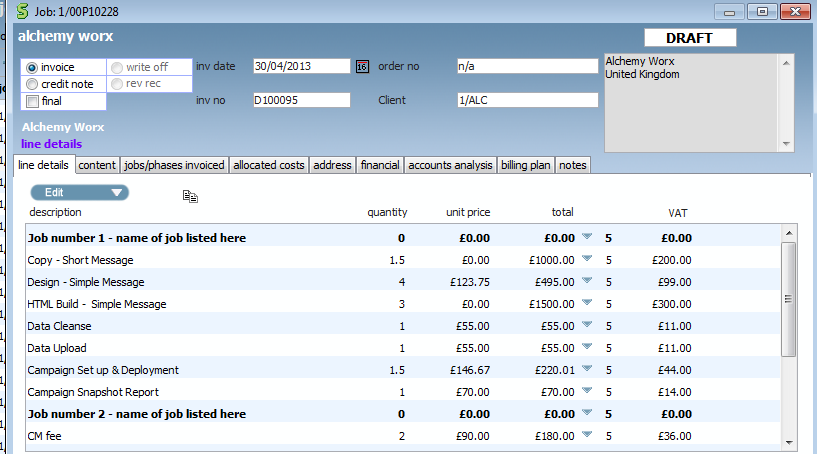 Job: 1/00P10228
alchemy worx
DRAFT
invoice write off inv date 30/04/2013 16 order no n/a
credit note rev rec
final inv no D100095 Client 1/ALC
Alchemy Worx
United Kingdom
Alchemy Worx
line details
line details content jobs/phases invoiced allocated costs address financial accounts analysis billing plan notes
Edit
description quantity unit price total VAT
Job number 1 - name of job listed here 0 £0.00 £0.00 5 £0.00
Copy - Short Message 1.5 £0.00 £1000.00 5 £200.00
Design - Simple Message 4 £123.75 £495.00 5 £99.00
HTML Build - Simple Message 3 £0.00 £1500.00 5 £300.00
Data Cleanse 1 £55.00 £55.00 5 £11.00
Data Upload 1 £55.00 £55.00 5 £11.00
Campaign Set up & Deployment 1.5 £146.67 £220.01 5 £44.00
Campaign Snapshot Report 1 £70.00 £70.00 5 £14.00
Job number 2 - name of job listed here 0 £0.00 £0.00 5 £0.00
CM fee 2 £90.00 £180.00 5 £36.00